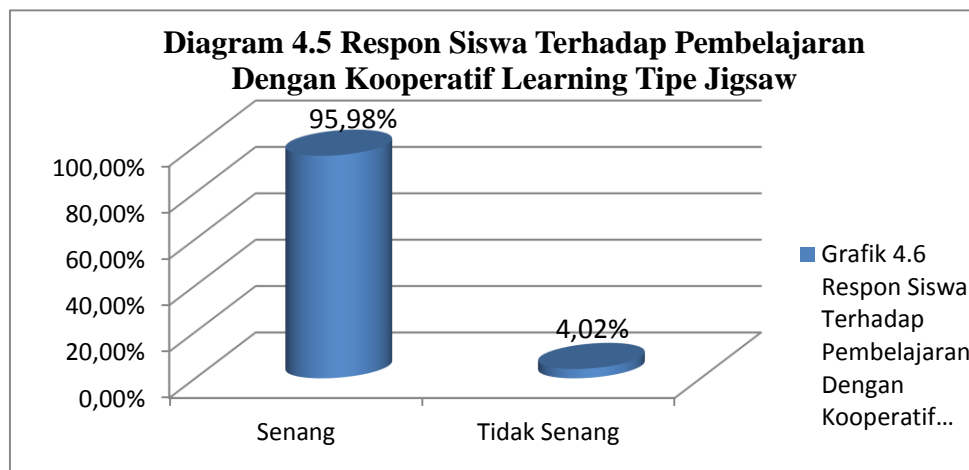 Diagram 4.5 Respon Siswa Terhadap Pembelajaran
Dengan Kooperatif Learning Tipe Jigsaw
95,98%
100,00%
80,00%
60,00%
40,00%
20,00%
0,00%
4,02%
Senang
Tidak Senang
Grafik 4.6
Respon Siswa
Terhadap
Pembelajaran
Dengan
Kooperatif...